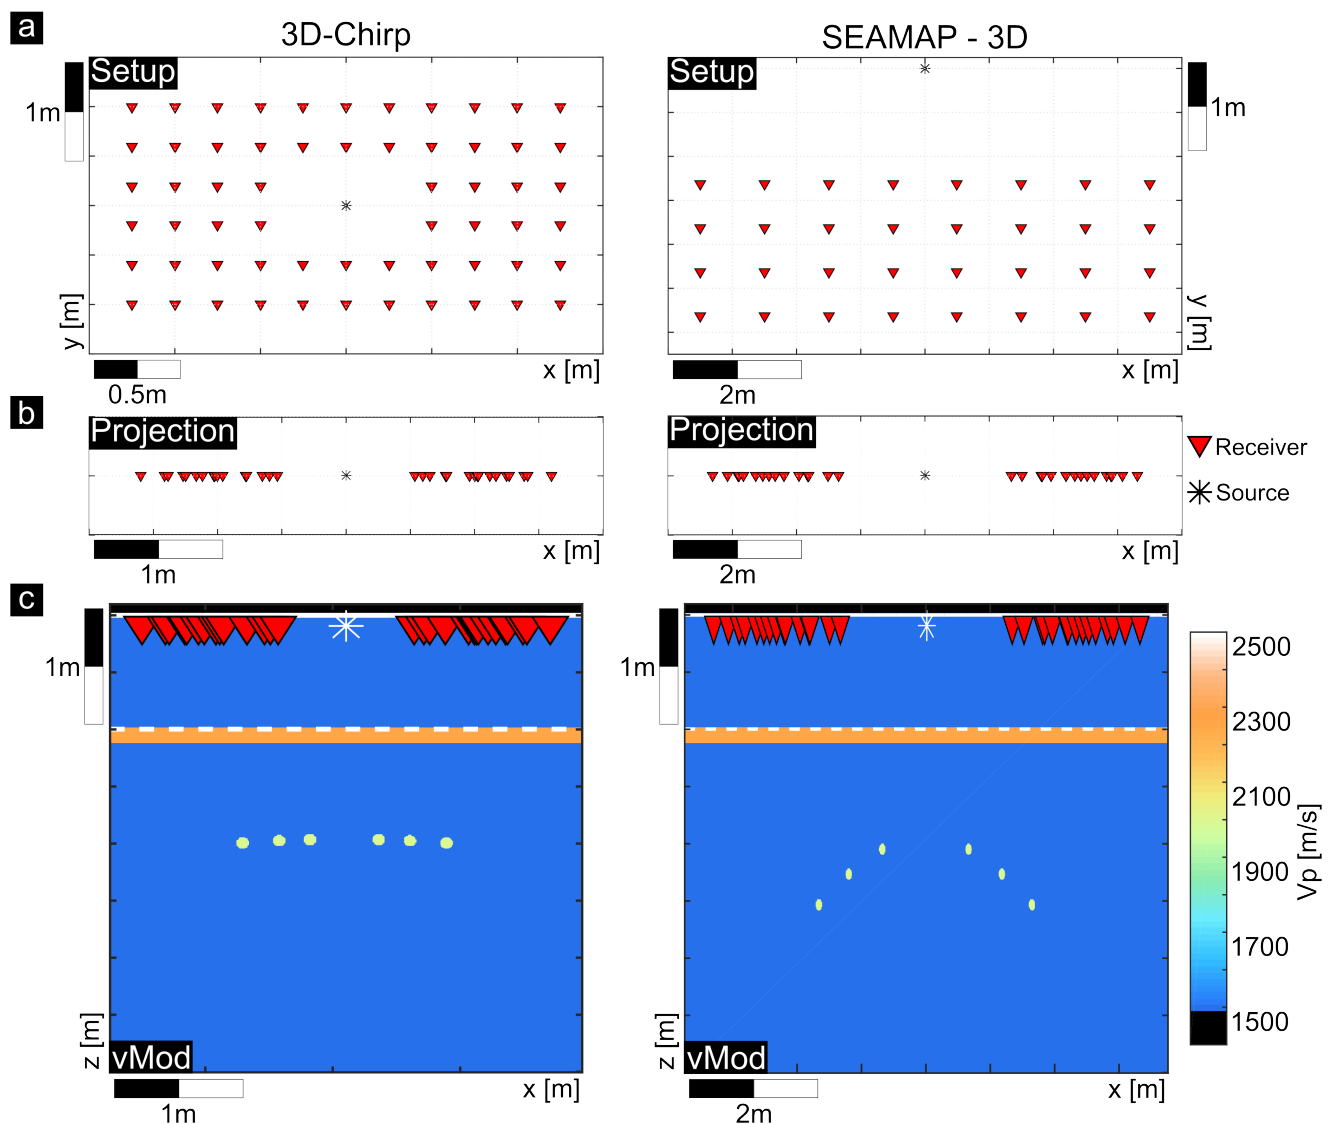 a
3D-Chirp
SEAMAP - 3D
Setup
Setup
1m
1m
y [m]
y [m]
x [m]
x [m]
0.5m
2m
b
Projection
Projection
Receiver
Source
x [m]
x [m]
1m
2m
c
1m
1m
2500
2300
2100
1900
1700
1500
Vp [m/s]
z [m]
z [m]
vMod
vMod
x [m]
x [m]
1m
2m